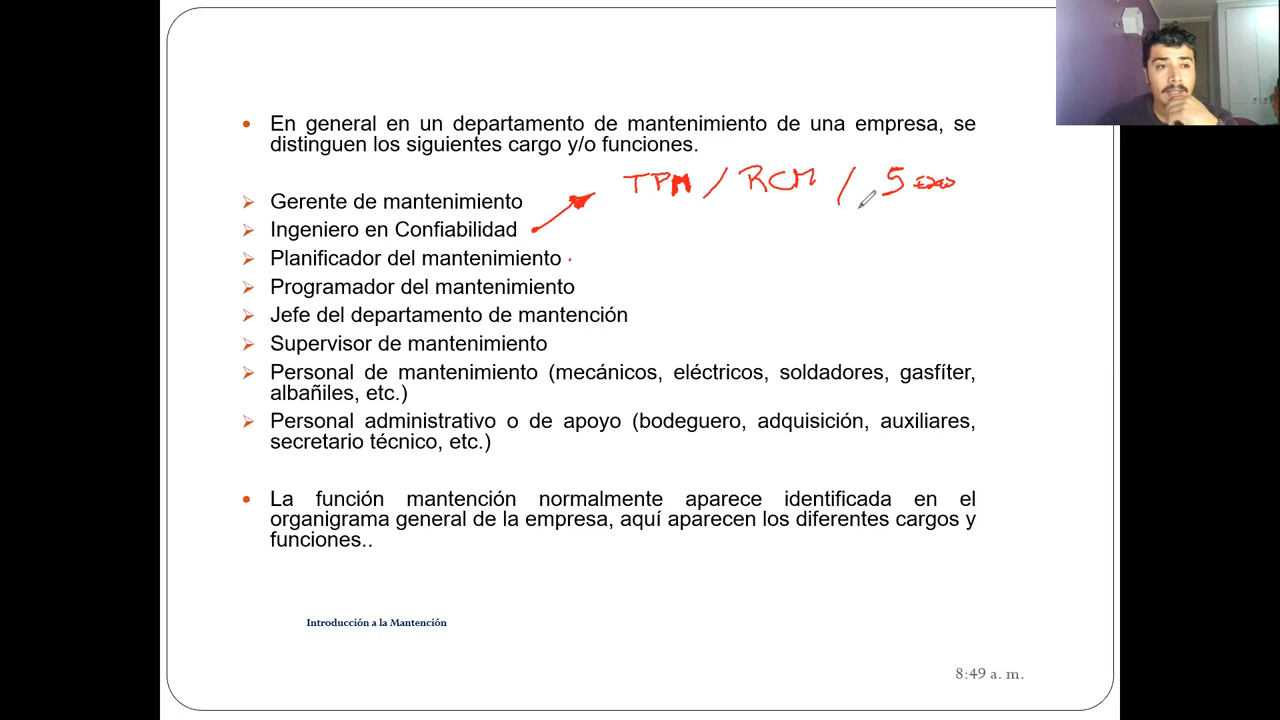 En general en un departamento de mantenimiento de una empresa, se
distinguen los siguientes cargo y/o funciones.
TPM / RCM / 5
Gerente de mantenimiento
Ingeniero en Confiabilidad
Planificador del mantenimiento
Programador del mantenimiento
Jefe del departamento de mantención
Supervisor de mantenimiento
Personal de mantenimiento (mecánicos, eléctricos, soldadores, gasfíter,
albañiles, etc.)
Personal administrativo o de apoyo (bodeguero, adquisición, auxiliares,
secretario técnico, etc.)
La función mantención normalmente aparece identificada en el
organigrama general de la empresa, aquí aparecen los diferentes cargos y
funciones..
Introducción a la Mantención
8:49 a. m.